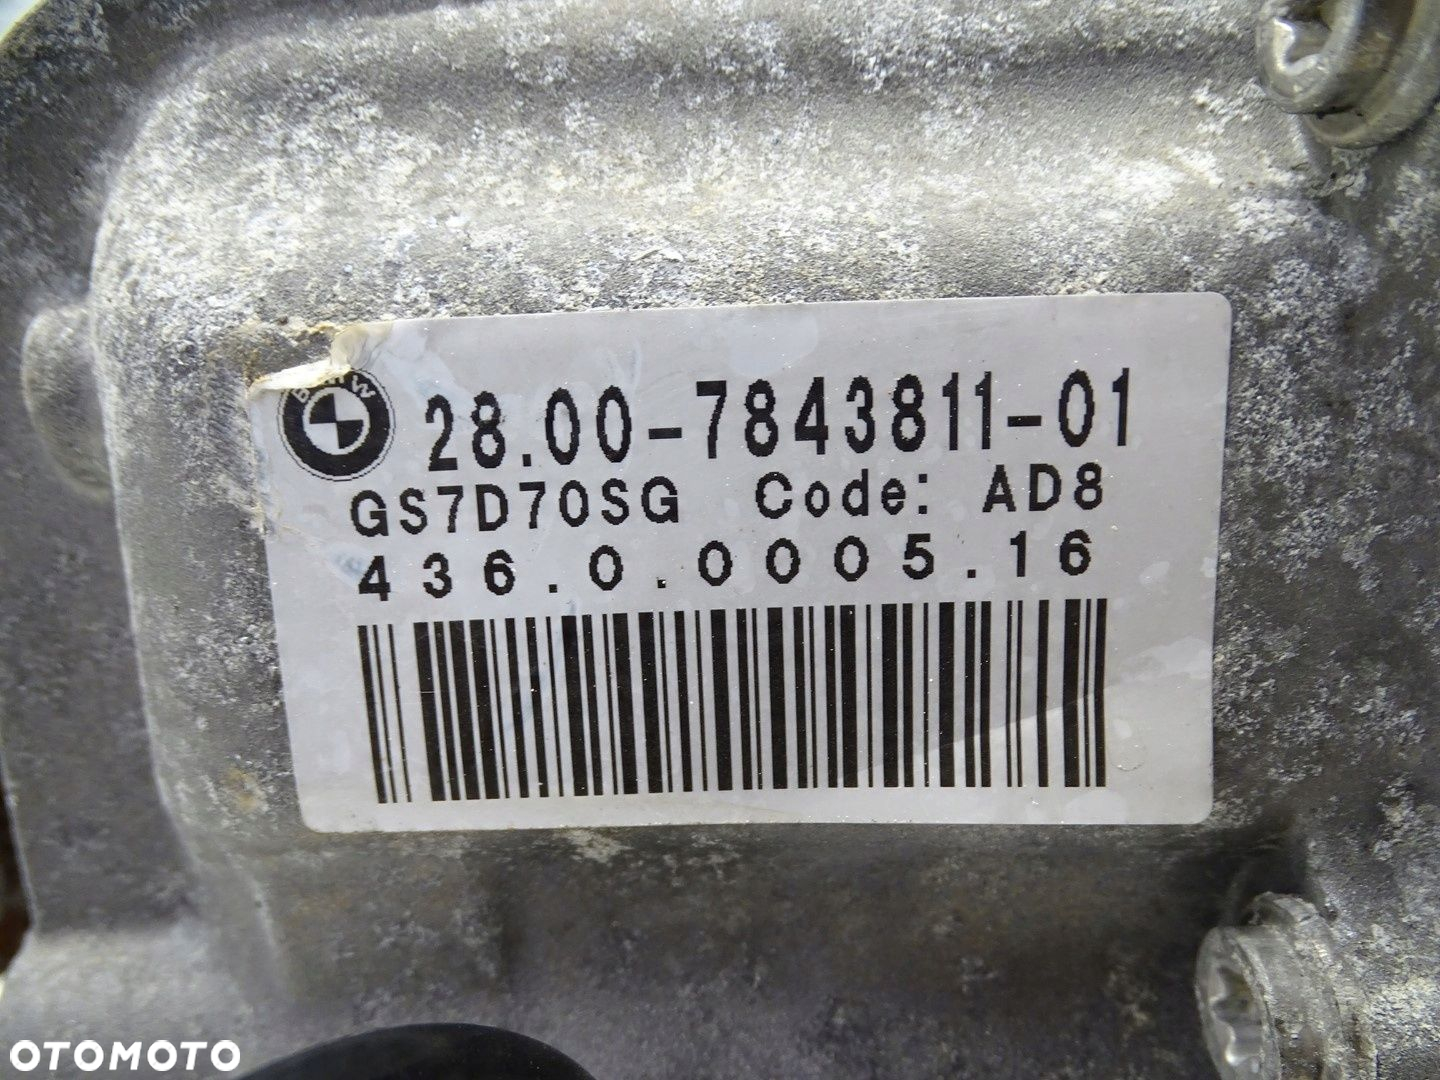 BMW
28.00-7843811-01
GS7D70SG Code: AD8
436.0.0005.16
OTOMOTO